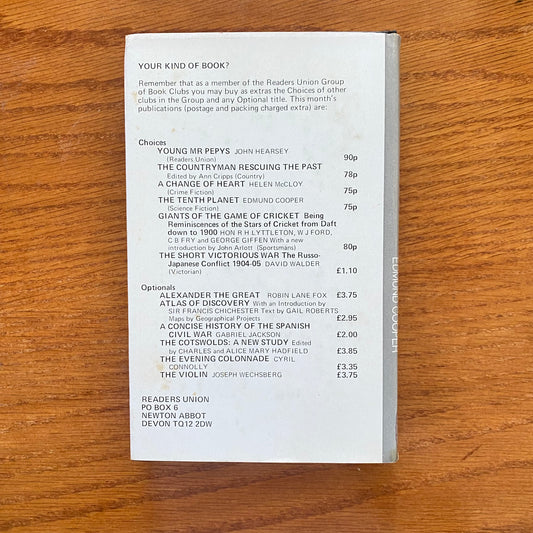 YOUR KIND OF BOOK?
Remember that as a member of the Readers Union Group
of Book Clubs you may buy as extras the Choices of other
clubs in the Group and any Optional title. This month's
publications (postage and packing charged extra) are:
Choices
YOUNG MR PEPYS JOHN HEARSEY
(Readers Union) 90p
THE COUNTRYMAN RESCUING THE PAST
Edited by Ann Cripps (Country) 78p
A CHANGE OF HEART HELEN McCLOY
(Crime Fiction) 75p
THE TENTH PLANET EDMUND COOPER
(Science Fiction) 75p
GIANTS OF THE GAME OF CRICKET Being
Reminiscences of the Stars of Cricket from Daft
down to 1900 HON R H LYTTLETON, W J FORD,
C B FRY and GEORGE GIFFEN With a new
introduction by John Arlott (Sportsmans) 80p
THE SHORT VICTORIOUS WAR The Russo-
Japanese Conflict 1904-05 DAVID WALDER
(Victorian) £1.10
Optionals
ALEXANDER THE GREAT ROBIN LANE FOX £3.75
ATLAS OF DISCOVERY With an Introduction by
SIR FRANCIS CHICHESTER Text by GAIL ROBERTS
Maps by Geographical Projects £2.95
A CONCISE HISTORY OF THE SPANISH
CIVIL WAR GABRIEL JACKSON £2.00
THE COTSWOLDS: A NEW STUDY Edited
by CHARLES and ALICE MARY HADFIELD £3.85
THE EVENING COLONNADE CYRIL
CONNOLLY £3.35
THE VIOLIN JOSEPH WECHSBERG £3.75
READERS UNION
PO BOX 6
NEWTON ABBOT
DEVON TQ12 2DW
EDMUND COOPER